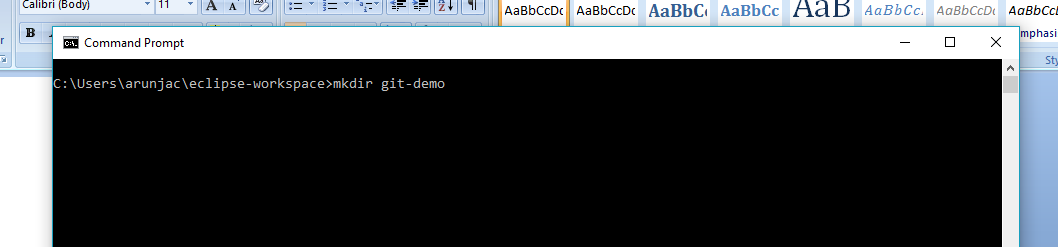 Calibri (Body) 11 A A
AaBbCcDc AaBbCcDc AaBbC AaBbCc AaB AaBbCc. AaBbCcDc AaBbCcDc
B
mphasi
Sty
C:\. Command Prompt
C:\Users\arunjac\eclipse-workspace>mkdir git-demo